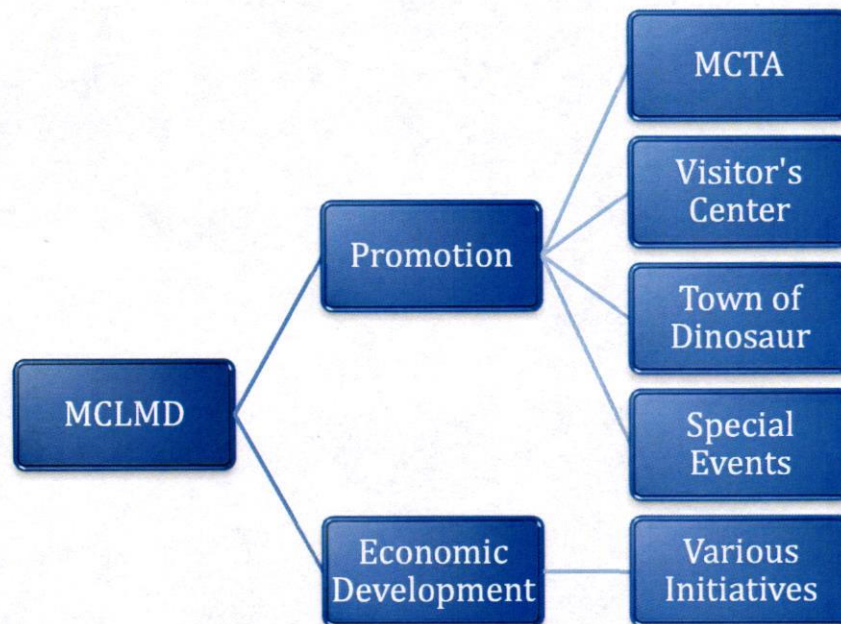 MCTA
Visitor's
Center
Promotion
Town of
Dinosaur
MCLMD
Special
Events
Economic
Development
Various
Initiatives